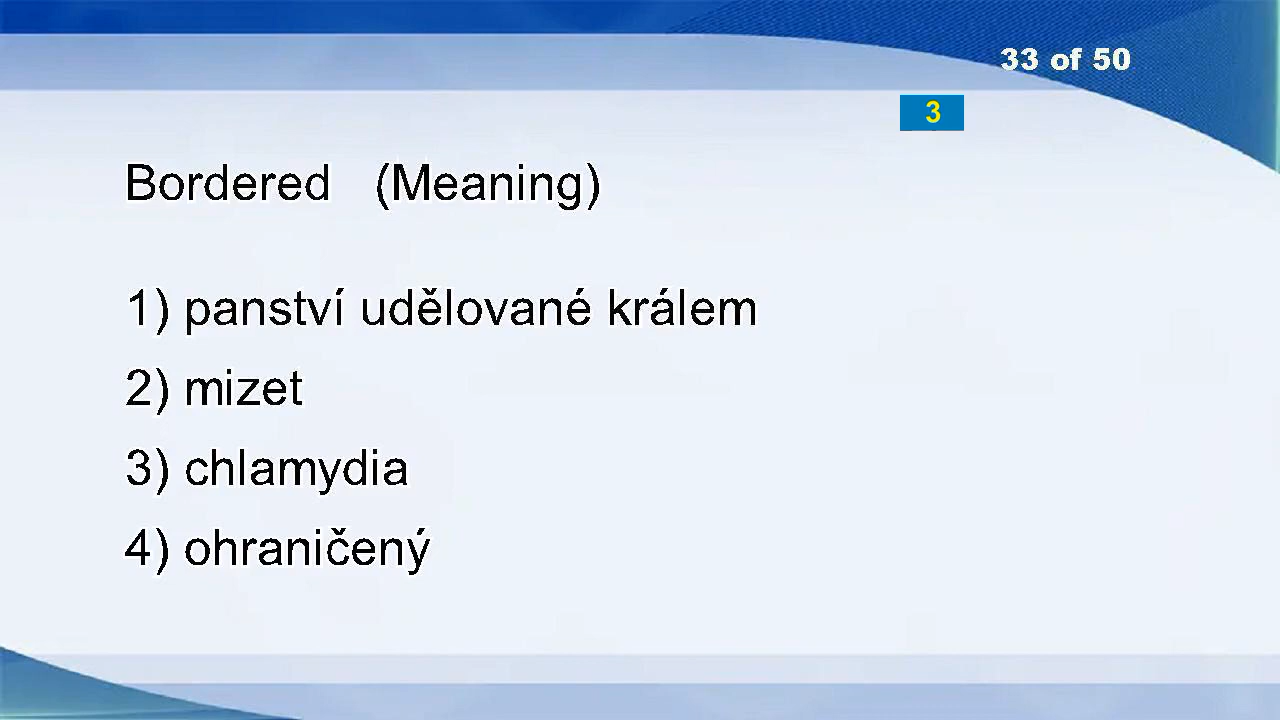 33 of 50
3
Bordered (Meaning)
1) panství udělované králem
2) mizet
3) chlamydia
4) ohraničený